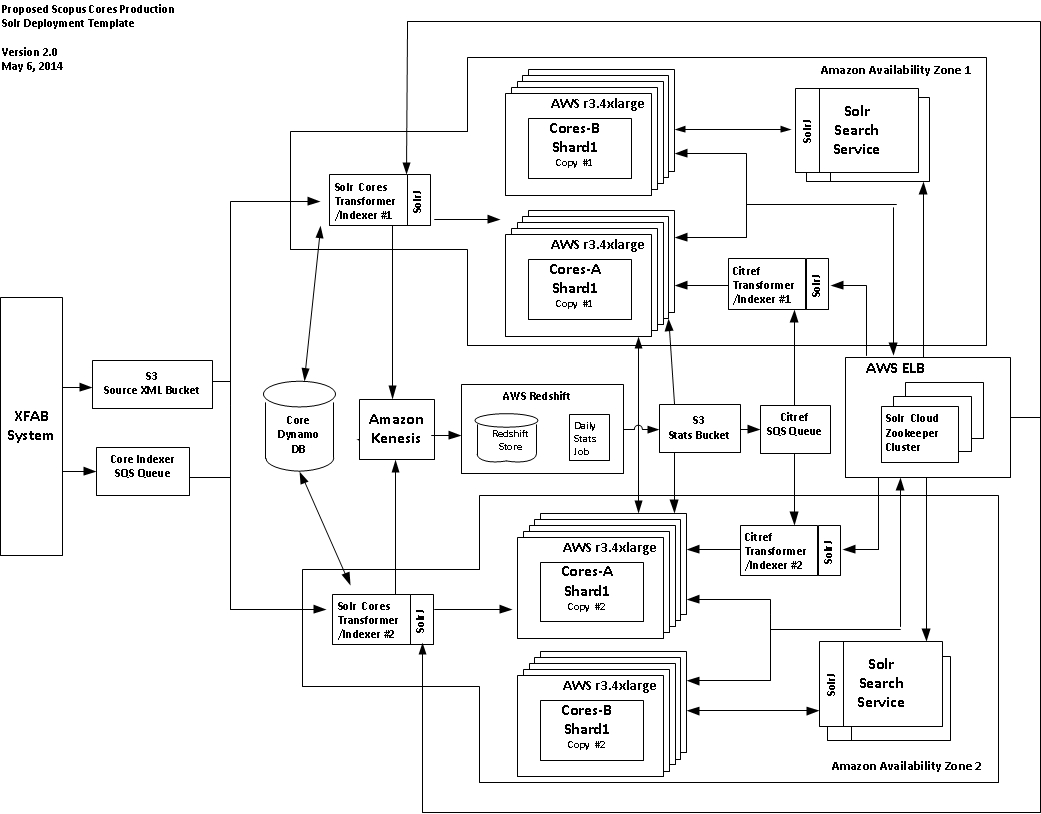 Proposed Scopus Cores Production
Solr Deployment Template
Version 2.0
May 6, 2014
Amazon Availability Zone 1
AWS r3.4xlarge
Cores-B
Shard1
Copy #1
SolrJ
Solr
Search
Service
Solr Cores
Transformer
/Indexer #1
SolrJ
AWS r3.4xlarge
Cores-A
Shard1
Copy #1
Citref
Transformer
/Indexer #1
SolrJ
XFAB
System
S3
Source XML Bucket
Core Indexer
SQS Queue
Core
Dynamo
DB
Amazon
Kenesis
AWS Redshift
Redshift
Store
Daily
Stats
Job
S3
Stats Bucket
Citref
SQS Queue
AWS ELB
Solr Cloud
Zookeeper
Cluster
AWS r3.4xlarge
Cores-A
Shard1
Copy #2
Citref
Transformer
/Indexer #2
SolrJ
Solr Cores
Transformer
/Indexer #2
SolrJ
AWS r3.4xlarge
Cores-B
Shard1
Copy #2
SolrJ
Solr
Search
Service
Amazon Availability Zone 2